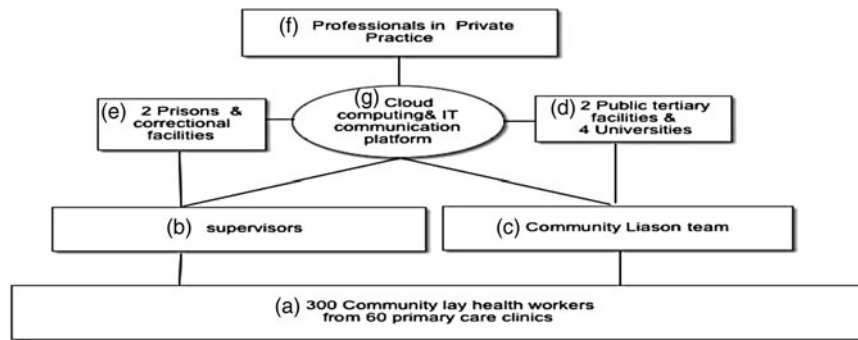 (f) Professionals in Private
Practice
(g) Cloud
computing& IT
communication
platform
(e) 2 Prisons &
correctional
facilities
(d) 2 Public tertiary
facilities &
4 Universities
(b) supervisors
(c) Community Liason team
(a) 300 Community lay health workers
from 60 primary care clinics